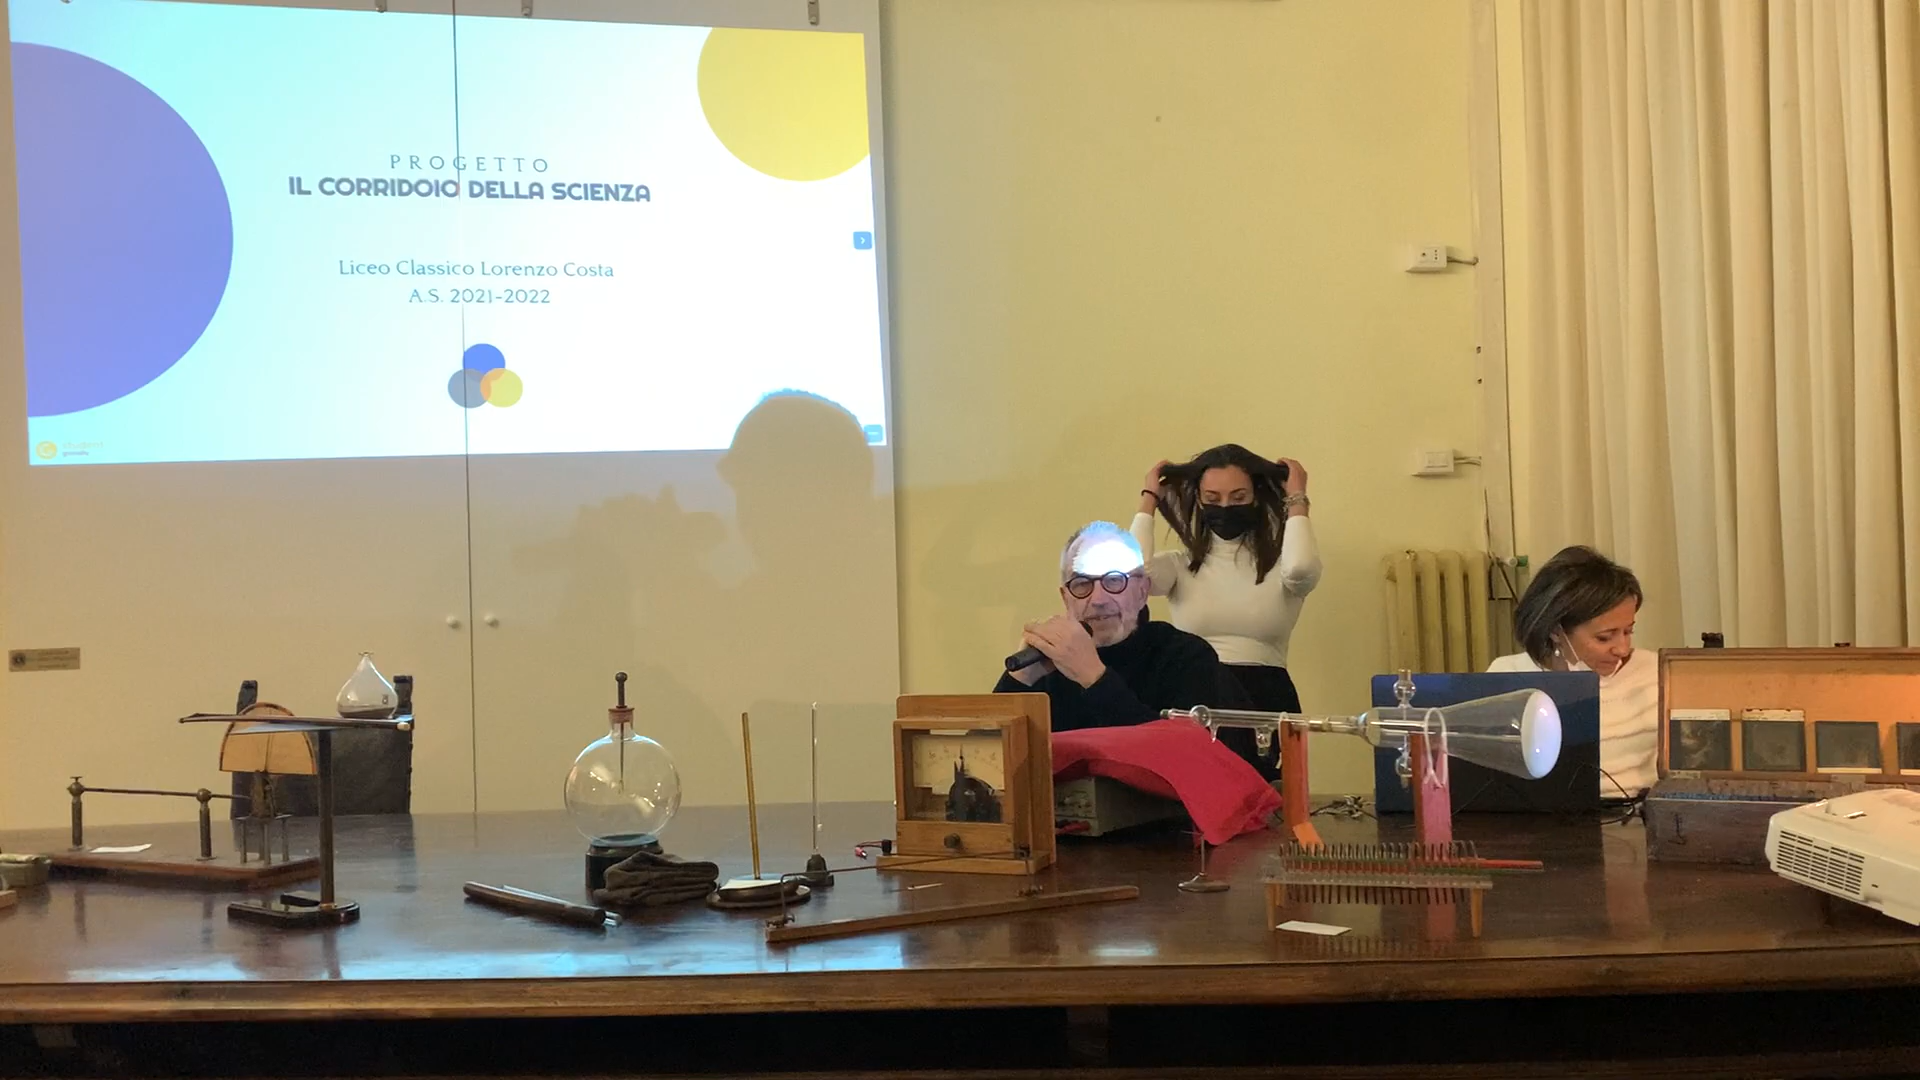 PROGETTO
IL CORRIDOIO DELLA SCIENZA
Liceo Classico Lorenzo Costa
A.S. 2021-2022